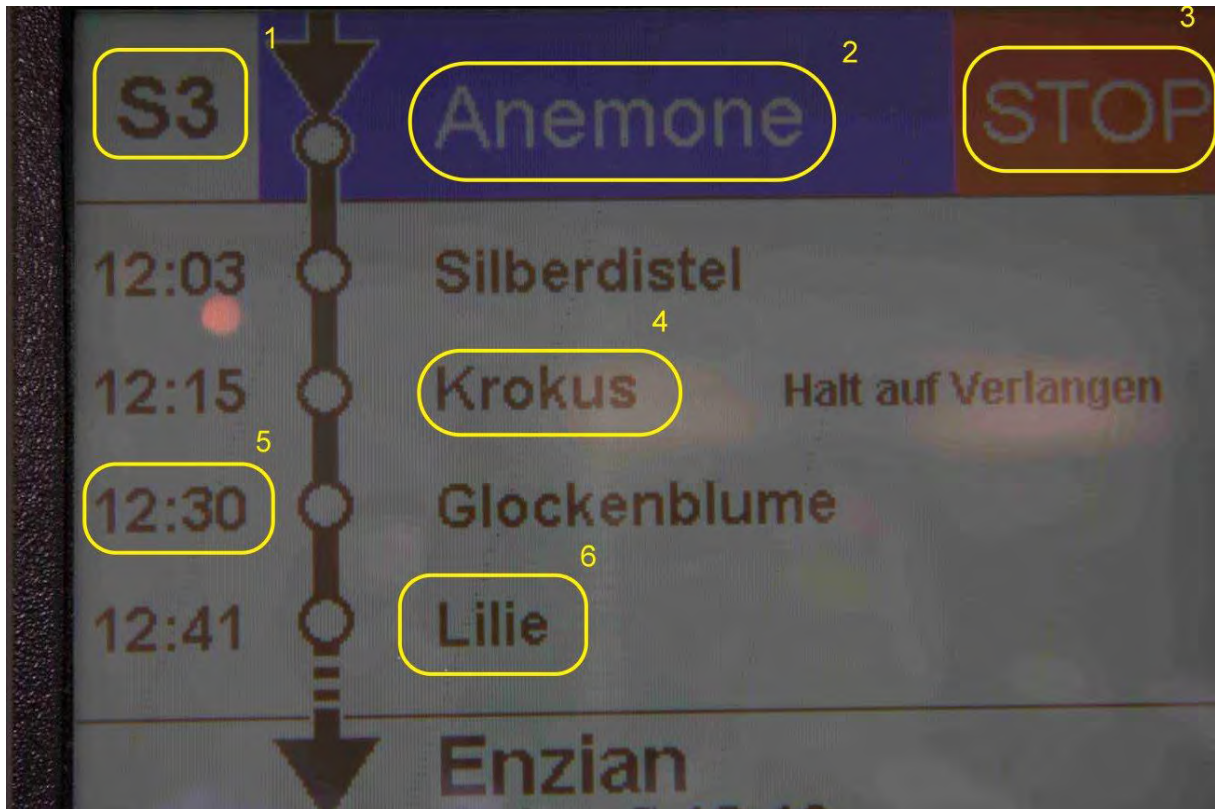 1
2
3
S3 Anemone STOP
12:03 Silberdistel
4
12:15 Krokus Halt auf Verlangen
5
12:30 Glockenblume
6
12:41 Lilie
Enzian